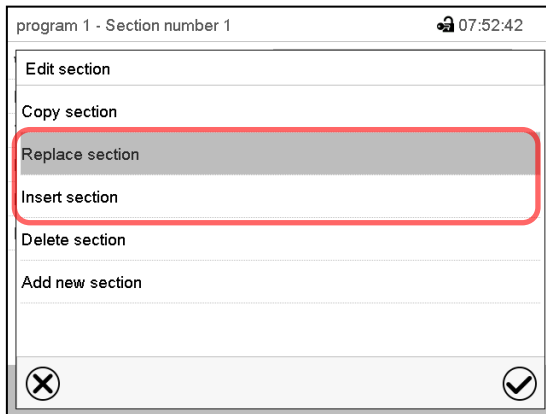 program 1 - Section number 1 07:52:42
Edit section
Copy section
Replace section
Insert section
Delete section
Add new section